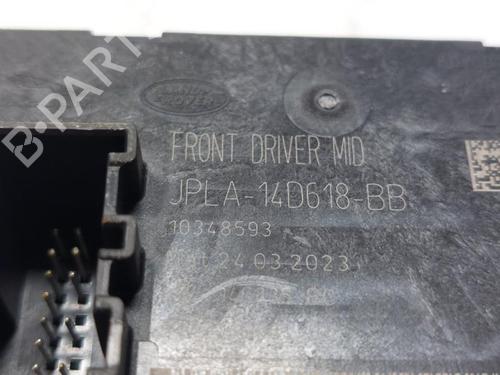 B-PARTS
LAND ROVER
FRONT DRIVER MID
JPLA-14D618-BB
10348593
24.03.2023